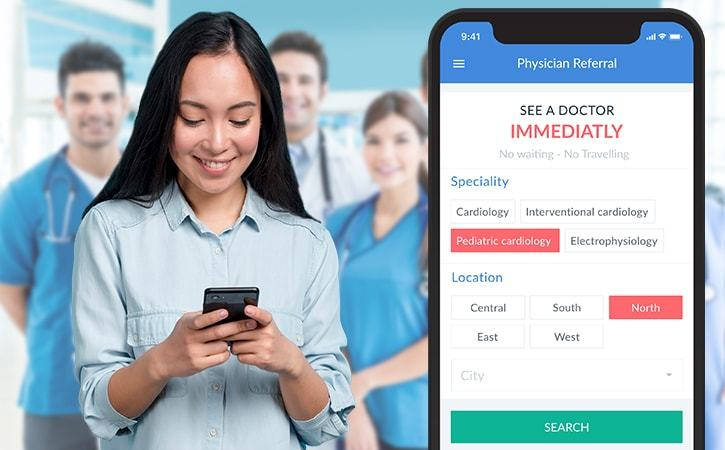 9:41
Physician Referral
SEE A DOCTOR
IMMEDIATLY
No waiting - No Travelling
Speciality
Cardiology Interventional cardiology
Pediatric cardiology Electrophysiology
Location
Central South North
East West
City
SEARCH